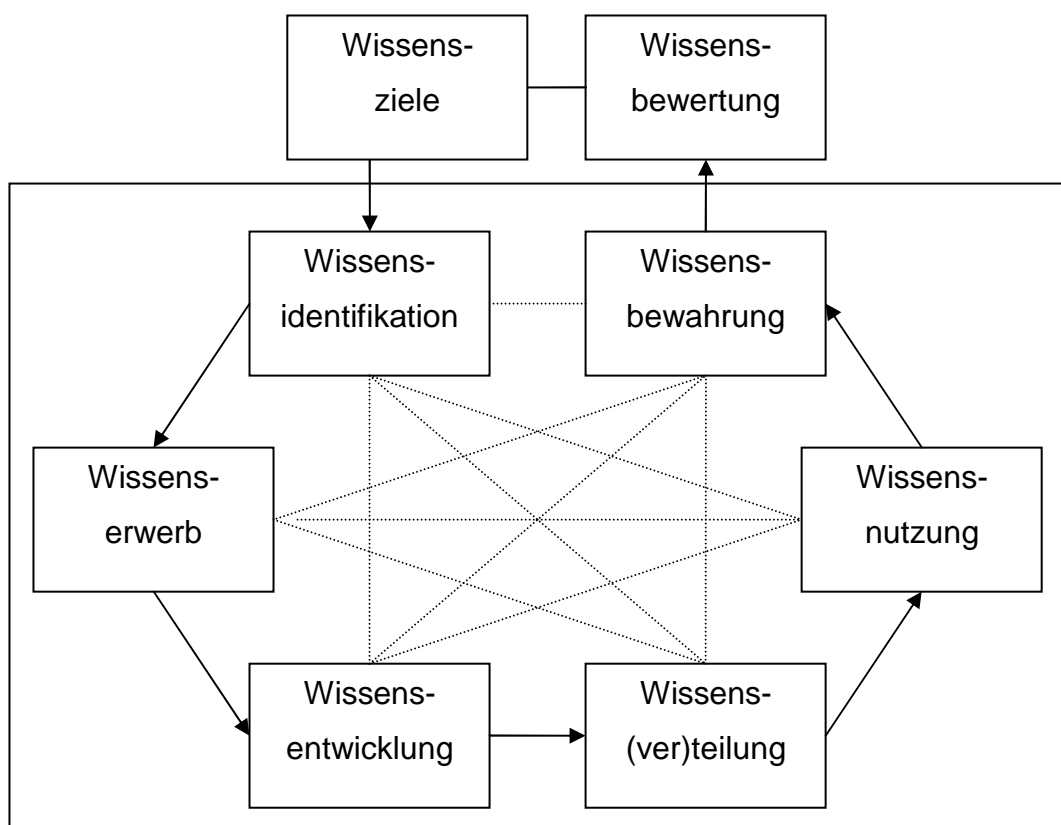 Wissens-
ziele
Wissens-
bewertung
Wissens-
identifikation
Wissens-
bewahrung
Wissens-
erwerb
Wissens-
nutzung
Wissens-
entwicklung
Wissens-
(ver)teilung